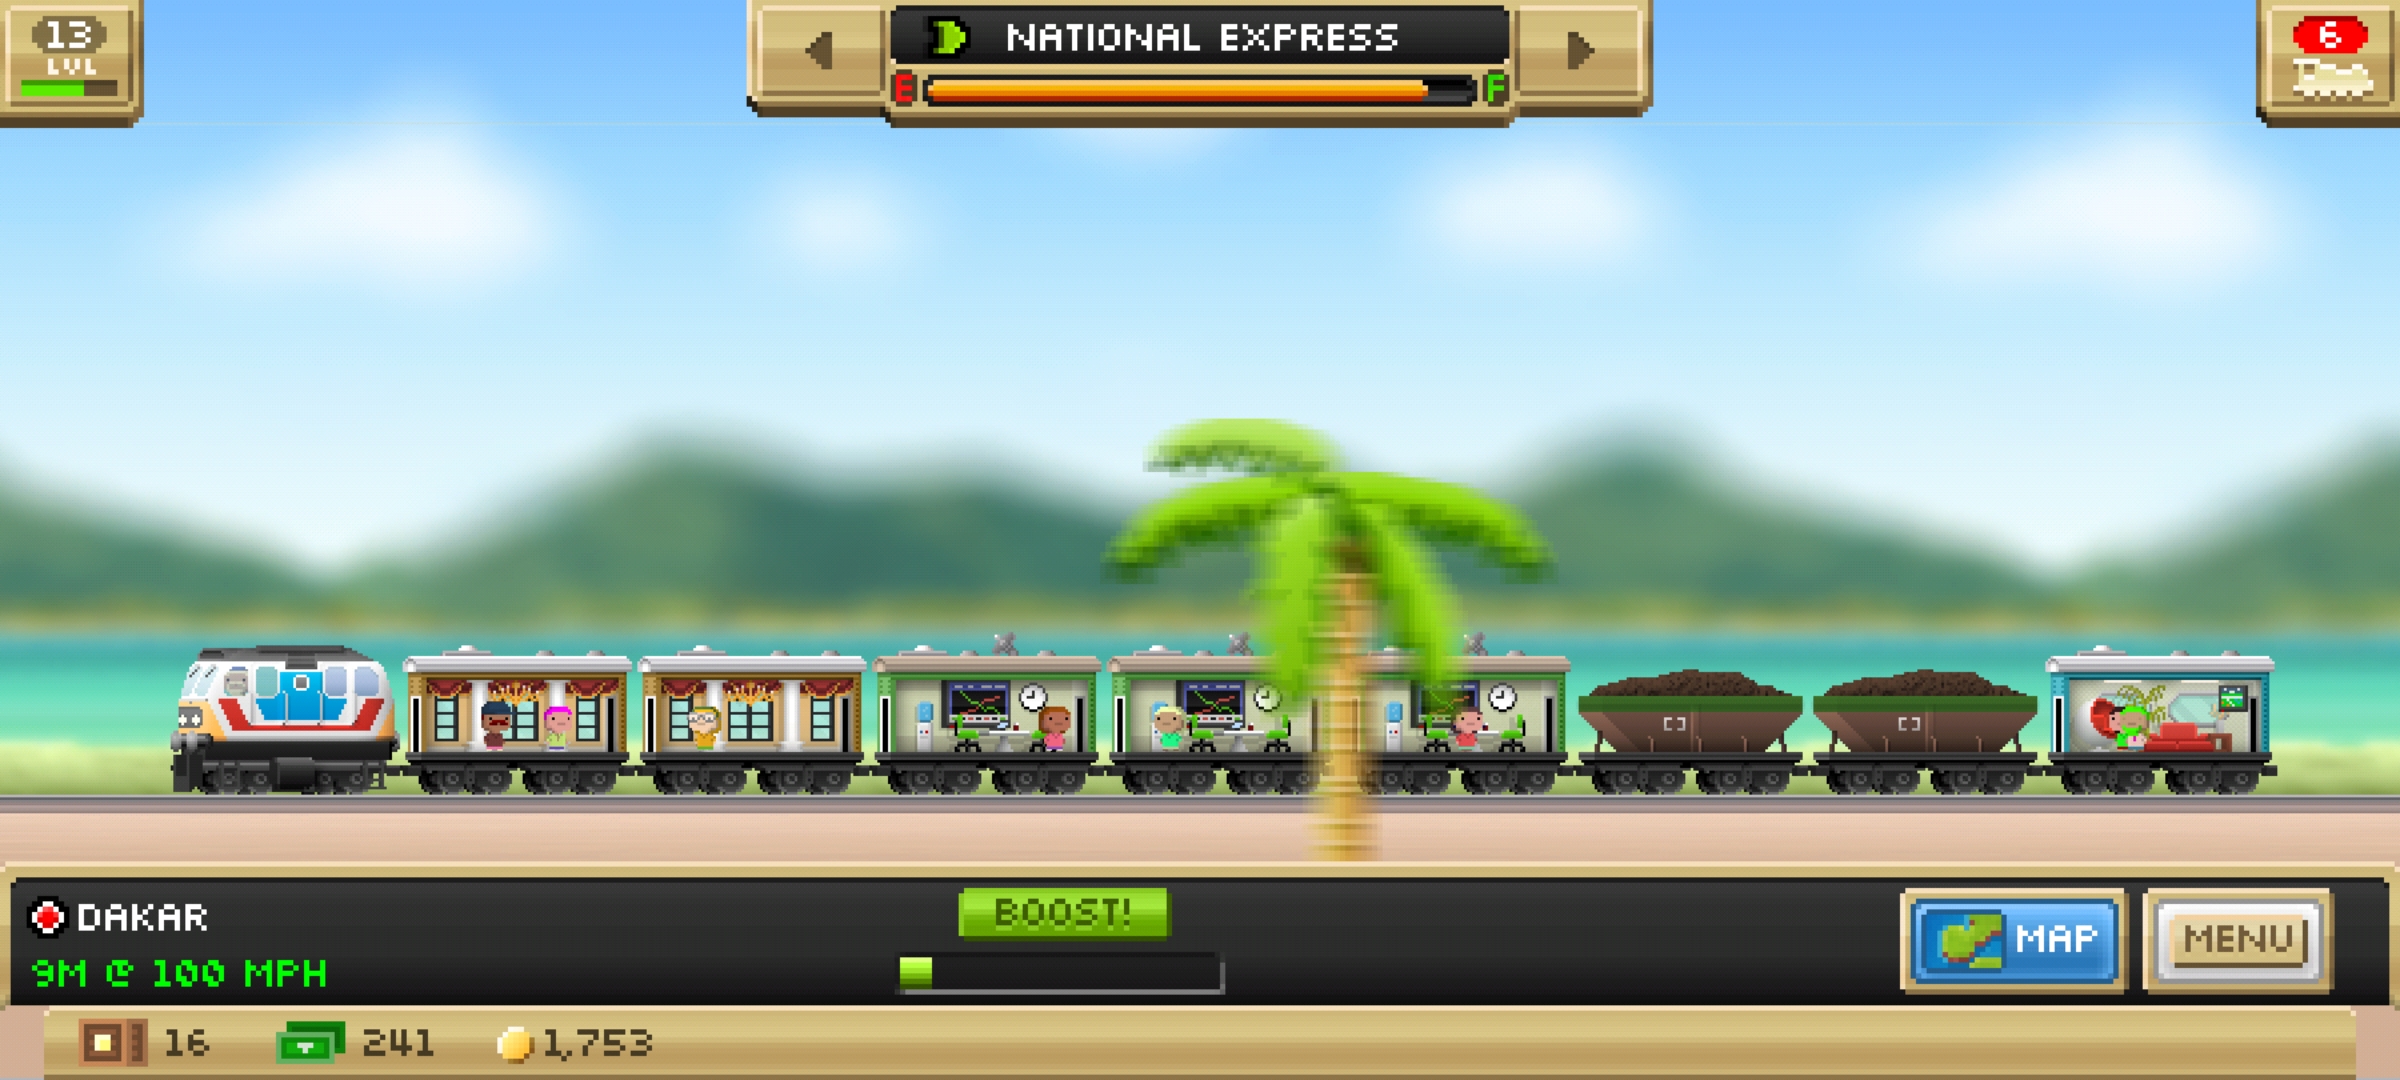 13
LVL
NATIONAL EXPRESS
E F
6
DAKAR
9M @ 100 MPH
BOOST!
MAP
MENU
16 241 1,753